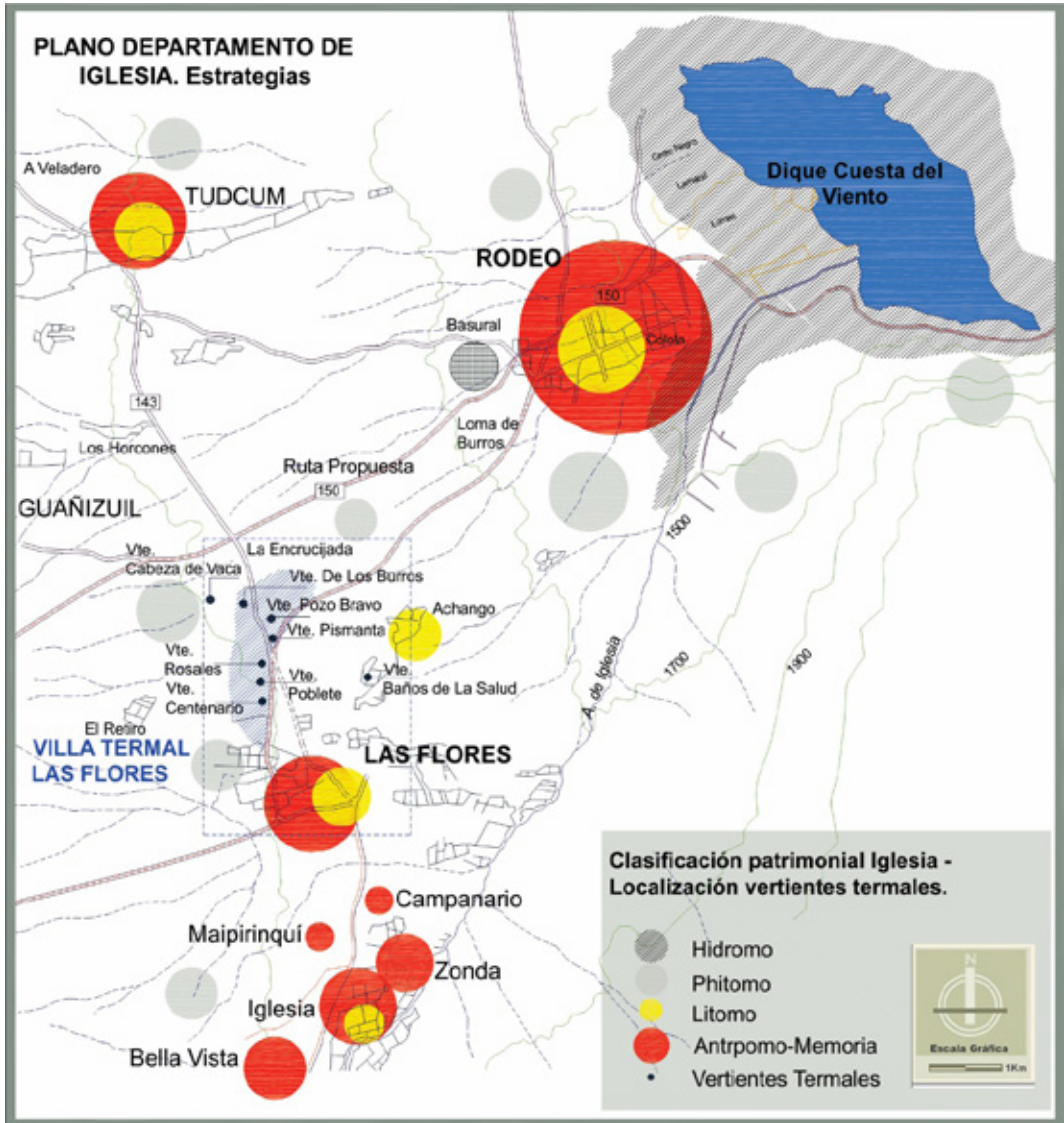 PLANO DEPARTAMENTO DE
IGLESIA. Estrategias
A Veladero
TUDCUM
Cerro Negro
Lamaral
Lomas
Dique Cuesta del
Viento
RODEO
150
Colola
Basural
143
Loma de
Burros
Los Horcones
Ruta Propuesta
150
GUAÑIZUIL
1500
Vte.
Cabeza de Vaca
La Encrucijada
Vte. De Los Burros
Vte. Pozo Bravo
Vte. Pismanta
Achango
Vte.
Rosales
Vte.
Poblete
Vte.
Baños de La Salud
Vte.
Centenario
A. de Iglesia
1700
1900
El Retiro
VILLA TERMAL
LAS FLORES
LAS FLORES
Campanario
Maipirinquí
Zonda
Iglesia
Bella Vista
Clasificación patrimonial Iglesia -
Localización vertientes termales.
Hidromo
Phitomo
Litomo
Antrpomo-Memoria
Vertientes Termales
N
Escala Gráfica
1Km